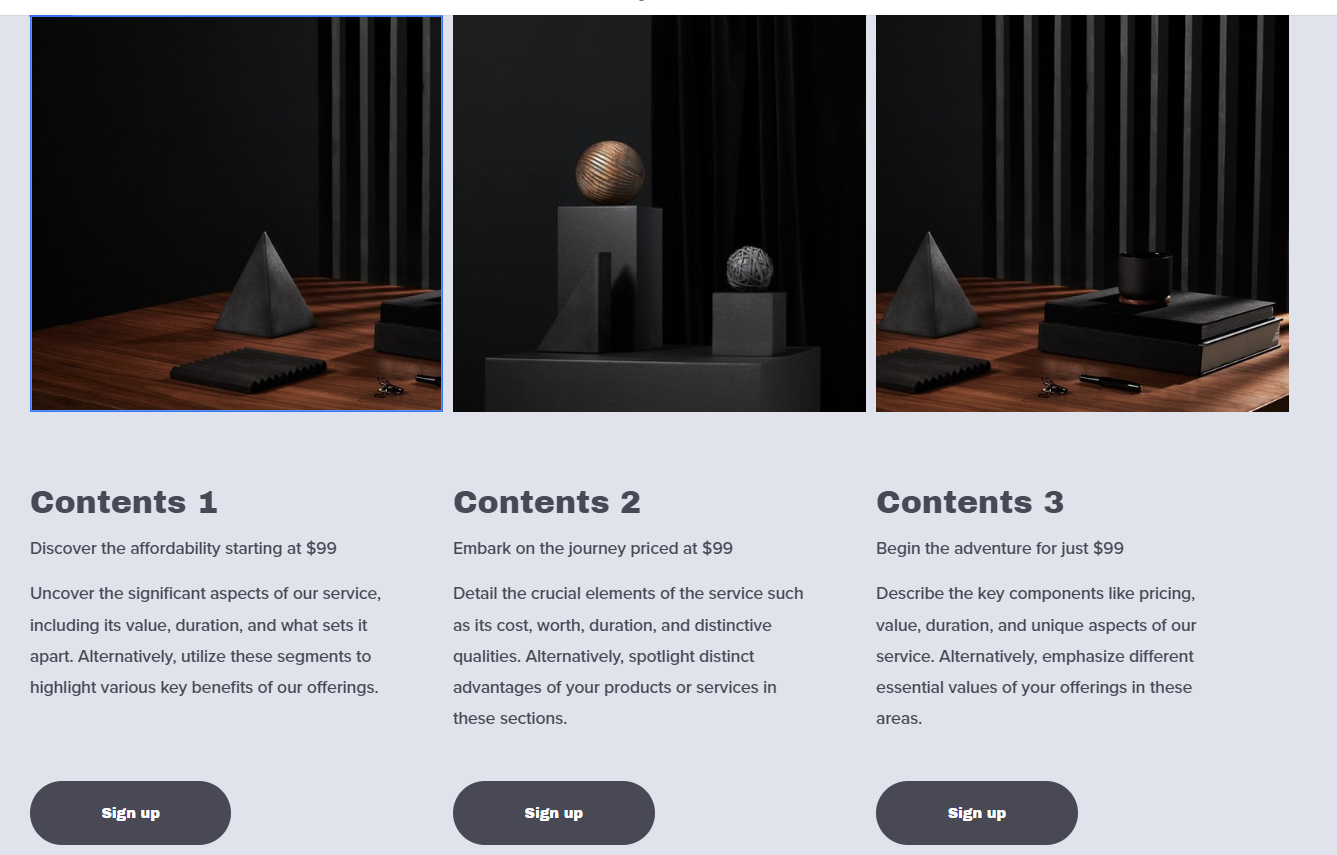 Contents 1
Discover the affordability starting at $99
Uncover the significant aspects of our service,
including its value, duration, and what sets it
apart. Alternatively, utilize these segments to
highlight various key benefits of our offerings.
Sign up
Contents 2
Embark on the journey priced at $99
Detail the crucial elements of the service such
as its cost, worth, duration, and distinctive
qualities. Alternatively, spotlight distinct
advantages of your products or services in
these sections.
Sign up
Contents 3
Begin the adventure for just $99
Describe the key components like pricing,
value, duration, and unique aspects of our
service. Alternatively, emphasize different
essential values of your offerings in these
areas.
Sign up